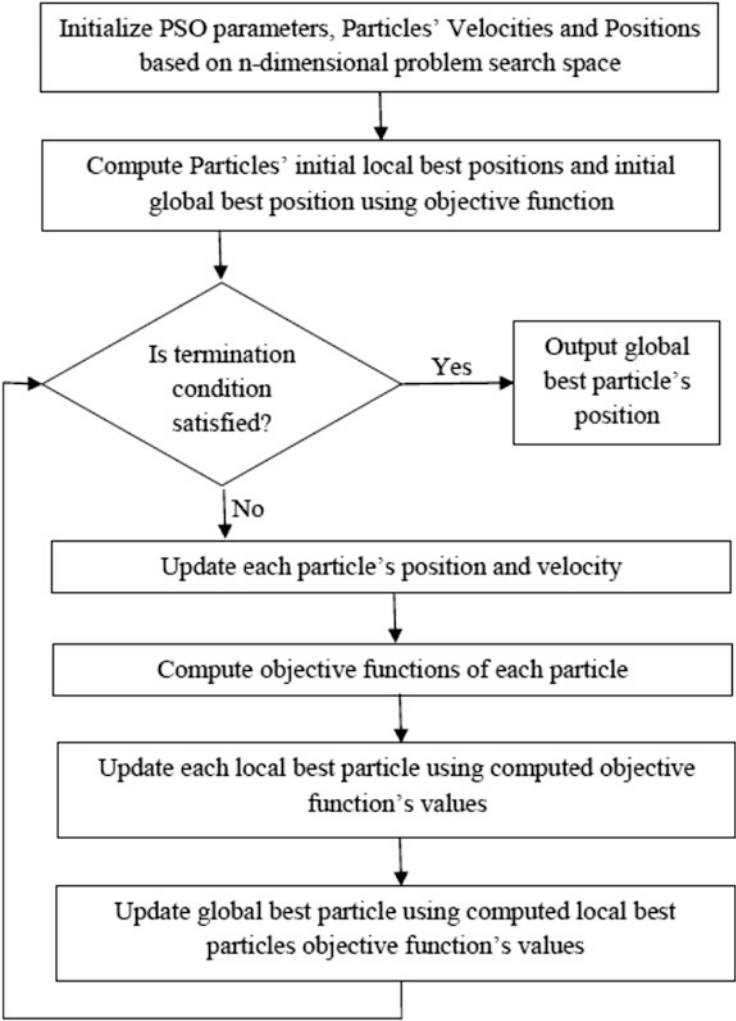 Initialize PSO parameters, Particles’ Velocities and Positions
based on n-dimensional problem search space
Compute Particles’ initial local best positions and initial
global best position using objective function
Is termination
condition
satisfied?
Yes
Output global
best particle’s
position
No
Update each particle’s position and velocity
Compute objective functions of each particle
Update each local best particle using computed objective
function’s values
Update global best particle using computed local best
particles objective function’s values